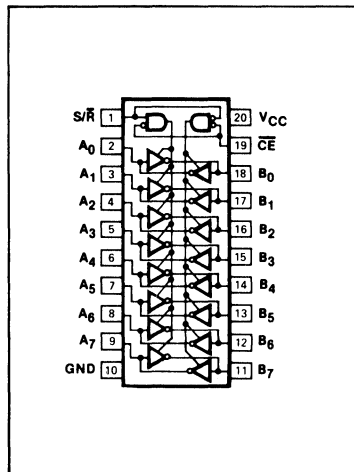 S/R̅ 1 20 VCC
A0 2 19 C̅E̅
A1 3 18 B0
A2 4 17 B1
A3 5 16 B2
A4 6 15 B3
A5 7 14 B4
A6 8 13 B5
A7 9 12 B6
GND 10 11 B7